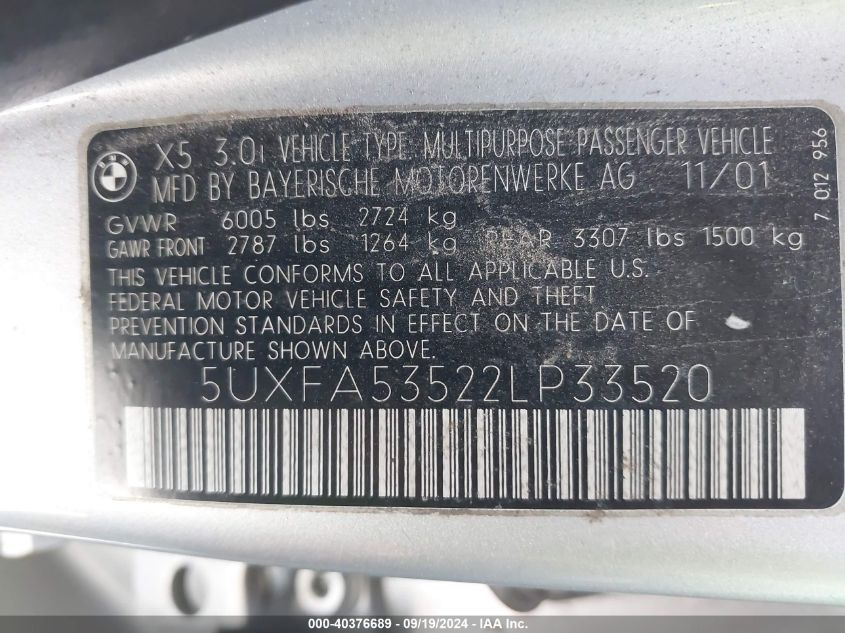 BMW
X5 3.0i VEHICLE TYPE MULTIPURPOSE PASSENGER VEHICLE
MFD BY BAYERISCHE MOTORENWERKE AG 11/01
GVWR 6005 lbs 2724 kg
GAWR FRONT 2787 lbs 1264 kg REAR 3307 lbs 1500 kg
THIS VEHICLE CONFORMS TO ALL APPLICABLE U.S.
FEDERAL MOTOR VEHICLE SAFETY AND THEFT
PREVENTION STANDARDS IN EFFECT ON THE DATE OF
MANUFACTURE SHOWN ABOVE.
5UXFA53522LP33520
7 012 956
000-40376689 - 09/19/2024 - IAA Inc.